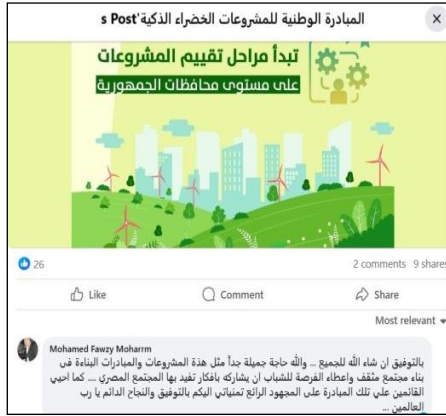 المبادرة الوطنية للمشروعات الخضراء الذكية's Post
تبدأ مراحل تقييم المشروعات
على مستوى محافظات الجمهورية
26
2 comments 9 shares
Like Comment Share
Most relevant
Mohamed Fawzy Moharrm
بالتوفيق ان شاء الله للجميع ... والله حاجة جميلة جداً مثل هذة المشروعات والمبادرات البناءة في
بناء مجتمع مثقف واعطاء الفرصة للشباب ان يشاركه بافكار تفيد بها المجتمع المصري .... كما احيي
القائمين علي تلك المبادرة على المجهود الرائع تمنياتي اليكم بالتوفيق والنجاح الدائم يا رب
العالمين ...